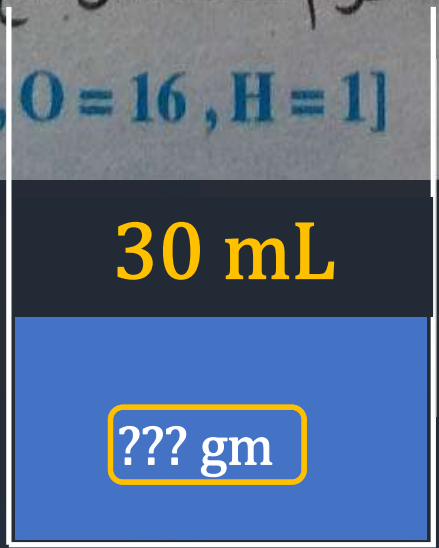 , O = 16 , H = 1]
30 mL
??? gm